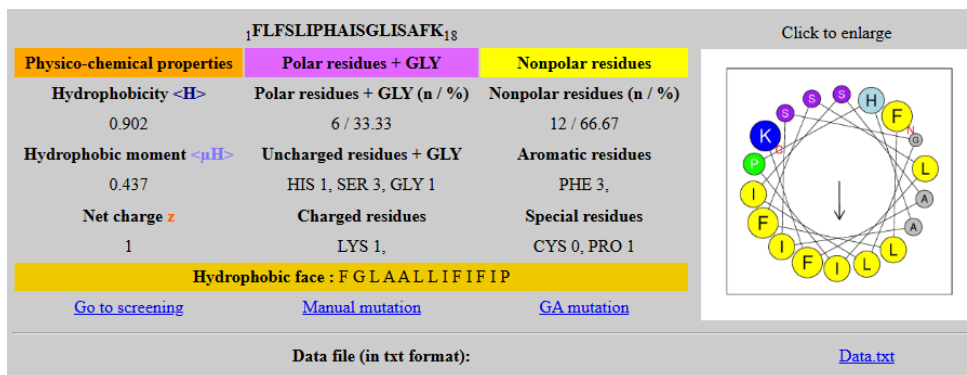 1FLFSLIPHAISGLISAFK18
Click to enlarge
Physico-chemical properties Polar residues + GLY Nonpolar residues
Hydrophobicity <H> Polar residues + GLY (n / %) Nonpolar residues (n / %)
0.902 6 / 33.33 12 / 66.67
Hydrophobic moment <μH> Uncharged residues + GLY Aromatic residues
0.437 HIS 1, SER 3, GLY 1 PHE 3,
Net charge z Charged residues Special residues
1 LYS 1, CYS 0, PRO 1
Hydrophobic face : F G L A A L L I F I F I P
Go to screening Manual mutation GA mutation
S S S H F
K N G
C
P L
I A
F A
I L
F I L
Data file (in txt format): Data.txt